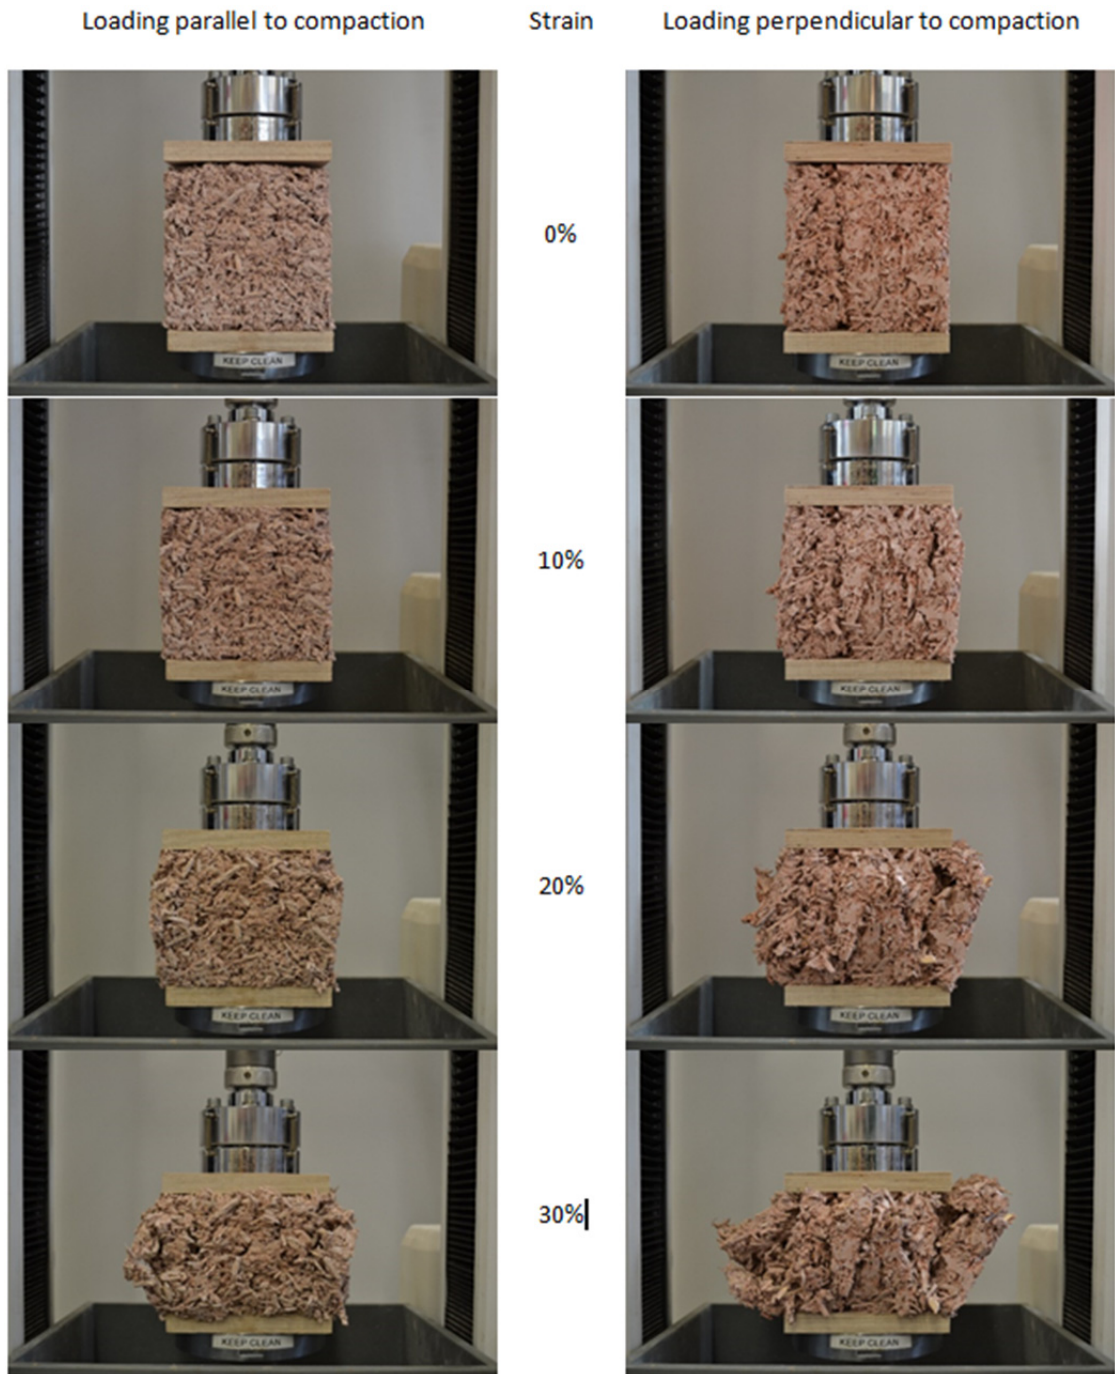 Loading parallel to compaction Strain Loading perpendicular to compaction
0%
KEEP CLEAN KEEP CLEAN
10%
KEEP CLEAN KEEP CLEAN
20%
KEEP CLEAN KEEP CLEAN
30%
KEEP CLEAN KEEP CLEAN